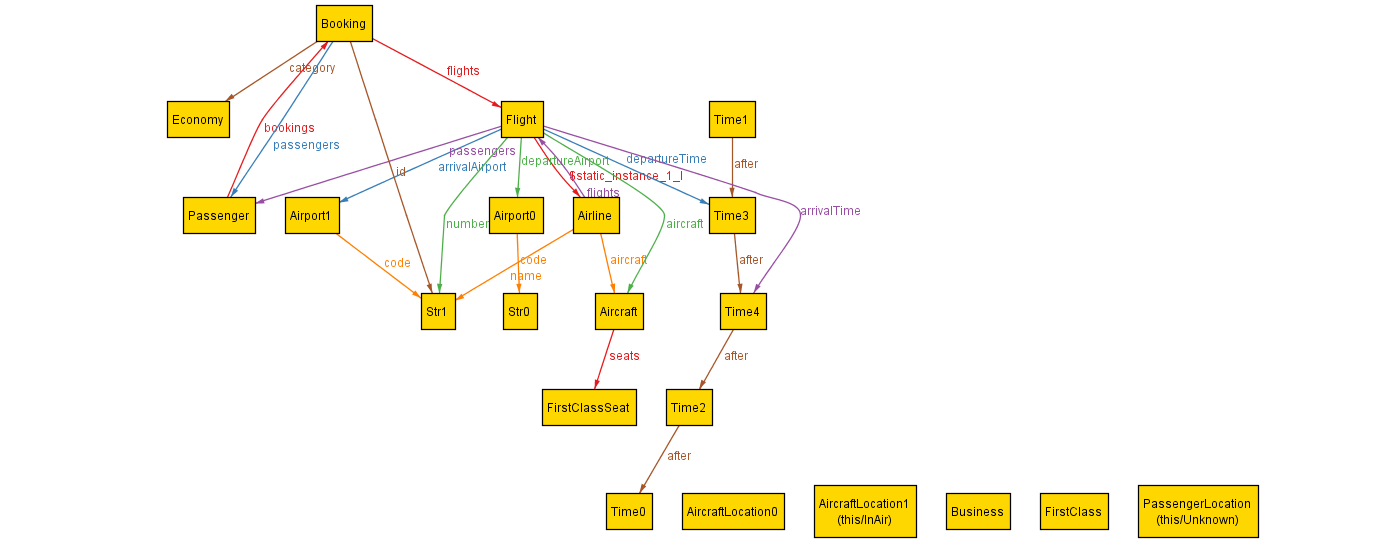 Booking
category
flights
Economy
Flight
Time1
bookings
passengers
passengers
arrivalAirport
departureAirport
departureTime
after
id
$static_instance_1_l
flights
Passenger
Airport1
Airport0
Airline
Time3
arrivalTime
number
aircraft
code
code
name
aircraft
after
Str1
Str0
Aircraft
Time4
seats
after
FirstClassSeat
Time2
after
Time0
AircraftLocation0
AircraftLocation1
(this/InAir)
Business
FirstClass
PassengerLocation
(this/Unknown)